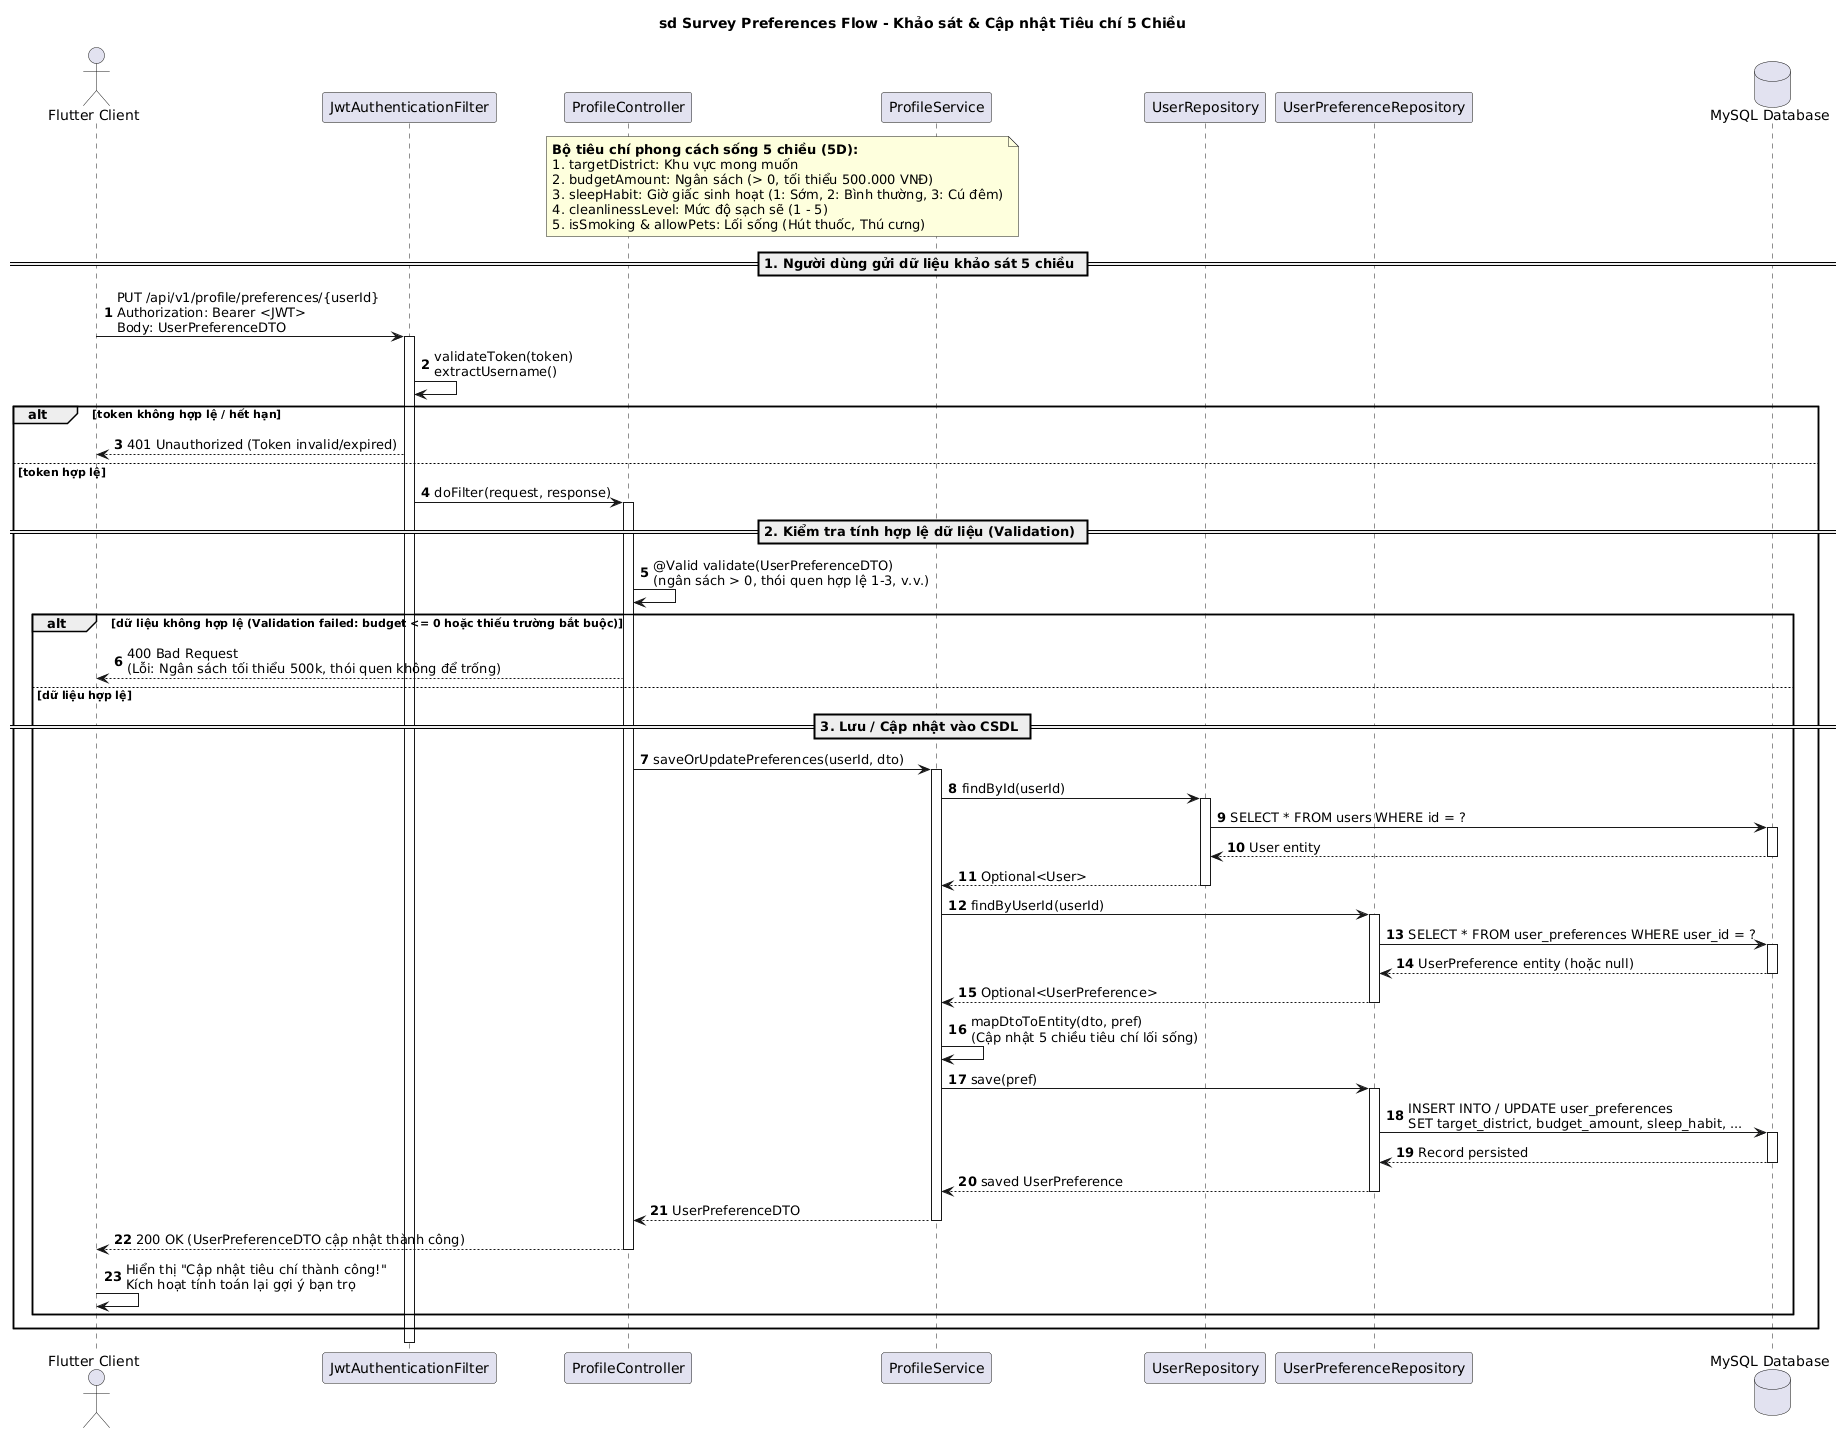 sd Survey Preferences Flow - Khảo sát & Cập nhật Tiêu chí 5 Chiều
Flutter Client
JwtAuthenticationFilter
ProfileController
ProfileService
UserRepository
UserPreferenceRepository
MySQL Database
Bộ tiêu chí phong cách sống 5 chiều (5D):
1. targetDistrict: Khu vực mong muốn
2. budgetAmount: Ngân sách (> 0, tối thiểu 500.000 VNĐ)
3. sleepHabit: Giờ giấc sinh hoạt (1: Sớm, 2: Bình thường, 3: Cú đêm)
4. cleanlinessLevel: Mức độ sạch sẽ (1 - 5)
5. isSmoking & allowPets: Lối sống (Hút thuốc, Thú cưng)
1. Người dùng gửi dữ liệu khảo sát 5 chiều
PUT /api/v1/profile/preferences/{userId}
1 Authorization: Bearer <JWT>
Body: UserPreferenceDTO
2 validateToken(token)
extractUsername()
alt [token không hợp lệ / hết hạn]
3 401 Unauthorized (Token invalid/expired)
[token hợp lệ]
4 doFilter(request, response)
2. Kiểm tra tính hợp lệ dữ liệu (Validation)
5 @Valid validate(UserPreferenceDTO)
(ngân sách > 0, thói quen hợp lệ 1-3, v.v.)
alt [dữ liệu không hợp lệ (Validation failed: budget <= 0 hoặc thiếu trường bắt buộc)]
6 400 Bad Request
(Lỗi: Ngân sách tối thiểu 500k, thói quen không để trống)
[dữ liệu hợp lệ]
3. Lưu / Cập nhật vào CSDL
7 saveOrUpdatePreferences(userId, dto)
8 findById(userId)
9 SELECT * FROM users WHERE id = ?
10 User entity
11 Optional<User>
12 findByUserId(userId)
13 SELECT * FROM user_preferences WHERE user_id = ?
14 UserPreference entity (hoặc null)
15 Optional<UserPreference>
16 mapDtoToEntity(dto, pref)
(Cập nhật 5 chiều tiêu chí lối sống)
17 save(pref)
18 INSERT INTO / UPDATE user_preferences
SET target_district, budget_amount, sleep_habit, ...
19 Record persisted
20 saved UserPreference
21 UserPreferenceDTO
22 200 OK (UserPreferenceDTO cập nhật thành công)
23 Hiển thị "Cập nhật tiêu chí thành công!"
Kích hoạt tính toán lại gợi ý bạn trọ
Flutter Client
JwtAuthenticationFilter
ProfileController
ProfileService
UserRepository
UserPreferenceRepository
MySQL Database